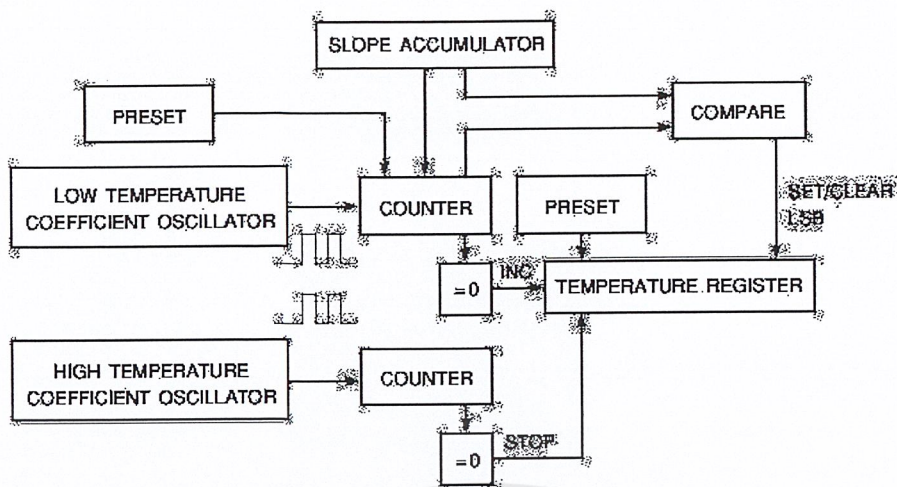 SLOPE ACCUMULATOR
PRESET
COMPARE
LOW TEMPERATURE
COEFFICIENT OSCILLATOR
COUNTER
PRESET
SET/CLEAR
LSB
=0
INC
TEMPERATURE REGISTER
HIGH TEMPERATURE
COEFFICIENT OSCILLATOR
COUNTER
=0
STOP